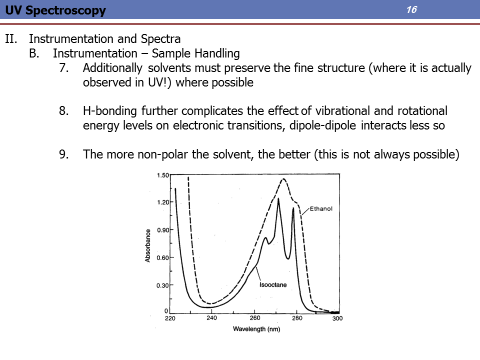 UV Spectroscopy
16
II. Instrumentation and Spectra
B. Instrumentation – Sample Handling
7. Additionally solvents must preserve the fine structure (where it is actually
observed in UV!) where possible
8. H-bonding further complicates the effect of vibrational and rotational
energy levels on electronic transitions, dipole-dipole interacts less so
9. The more non-polar the solvent, the better (this is not always possible)
1.50
1.20
Ethanol
0.90
Absorbance
0.60
0.30
Isooctane
0
220 240 260 280 300
Wavelength (nm)